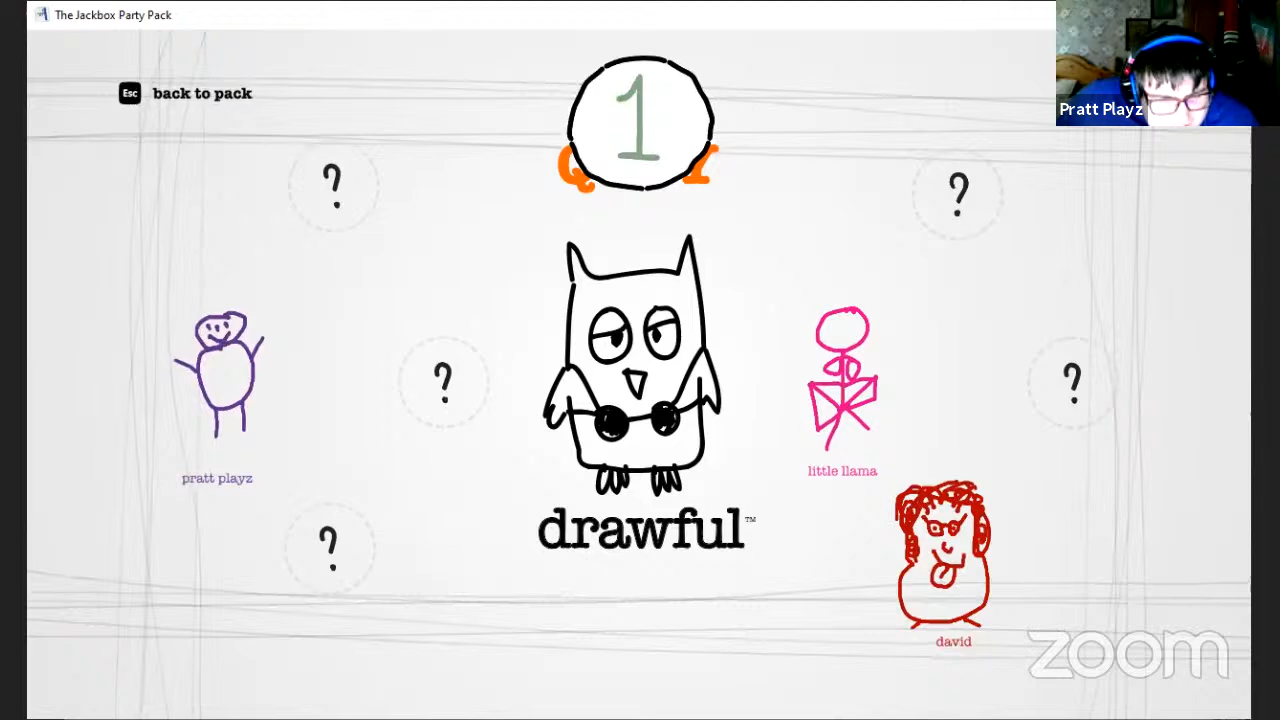 The Jackbox Party Pack
Esc back to pack
1
Pratt Playz
?
?
?
?
pratt playz
little llama
drawful™
?
david
zoom